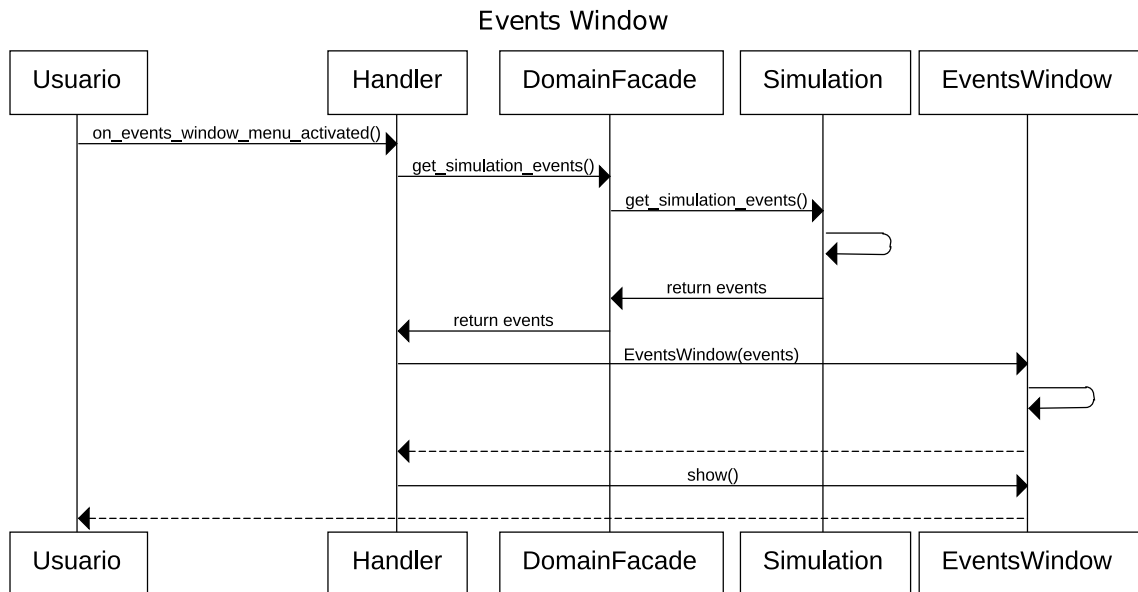 Events Window
Usuario
Handler
DomainFacade
Simulation
EventsWindow
on_events_window_menu_activated()
get_simulation_events()
get_simulation_events()
return events
return events
EventsWindow(events)
show()
Usuario
Handler
DomainFacade
Simulation
EventsWindow